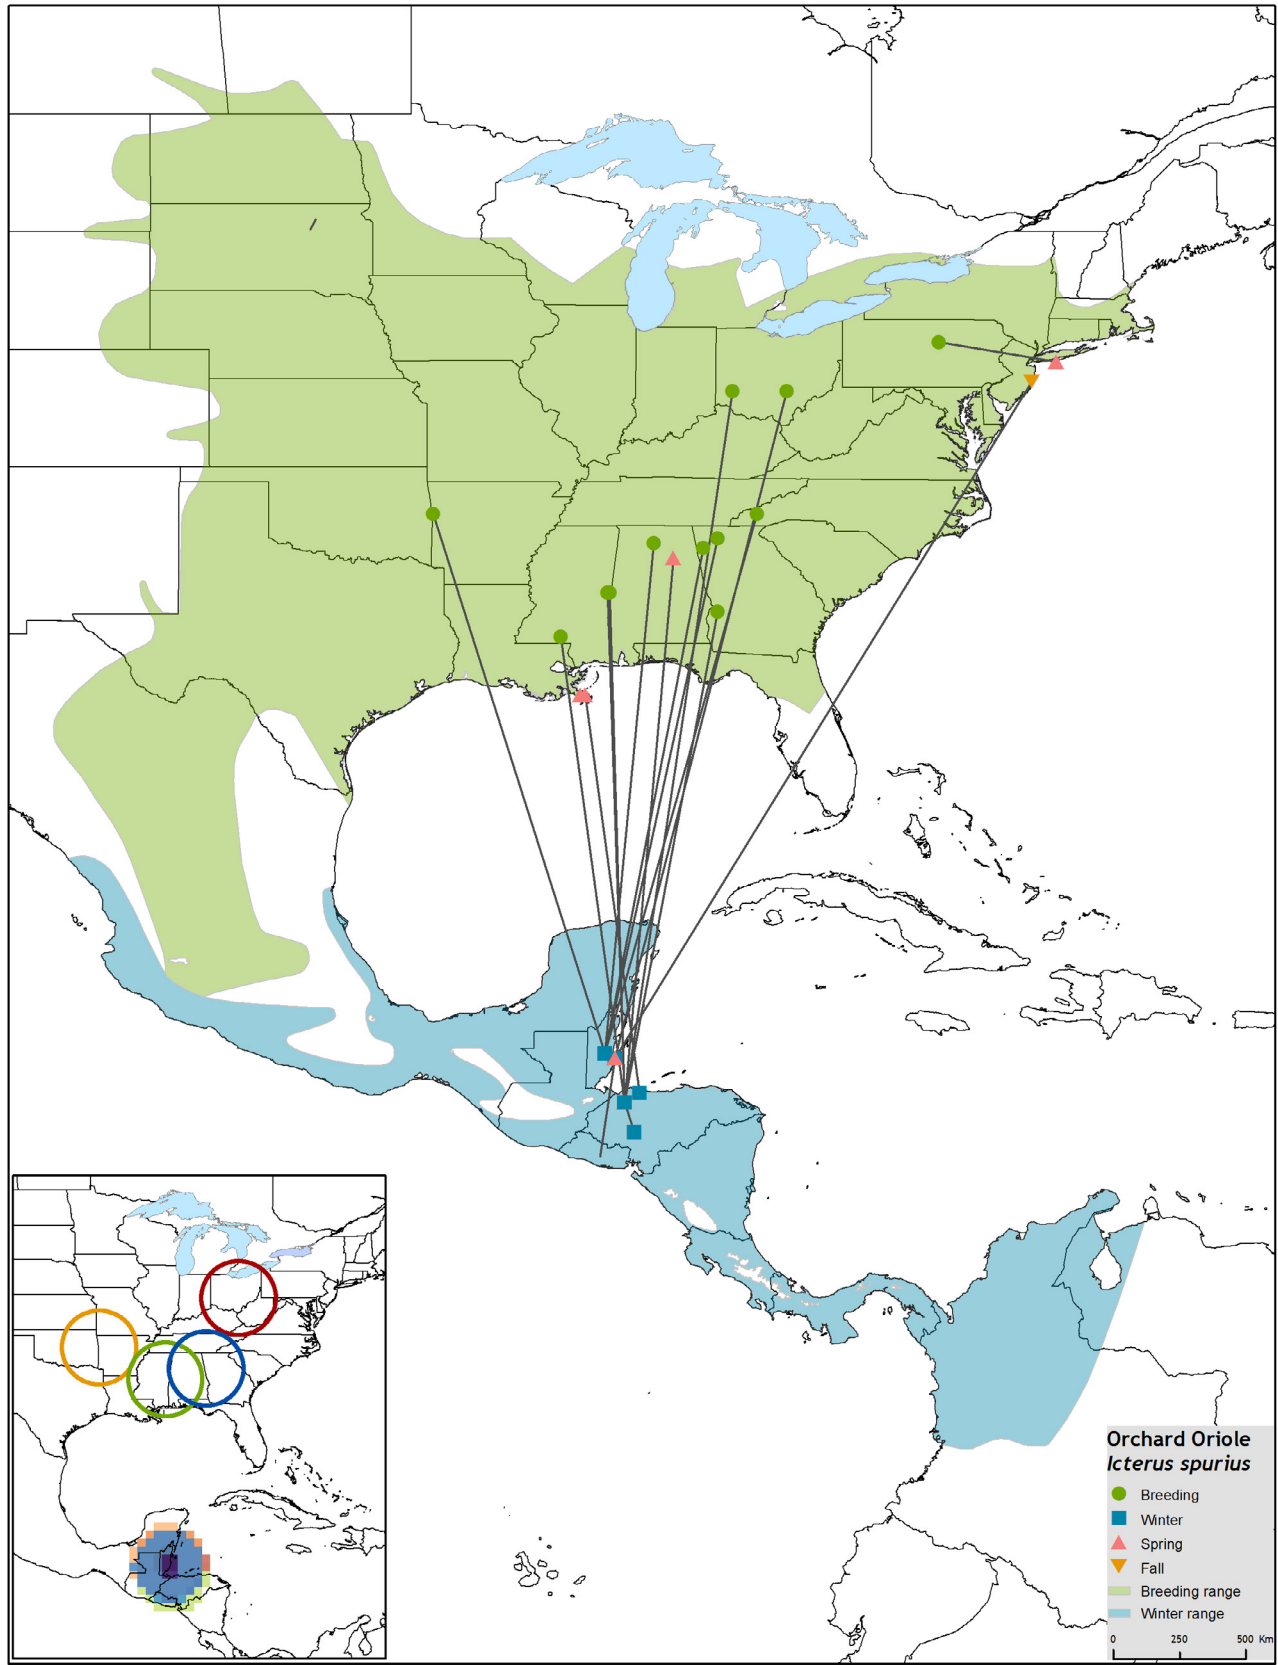 Orchard Oriole
Icterus spurius
Breeding
Winter
Spring
Fall
Breeding range
Winter range
0 250 500 Km